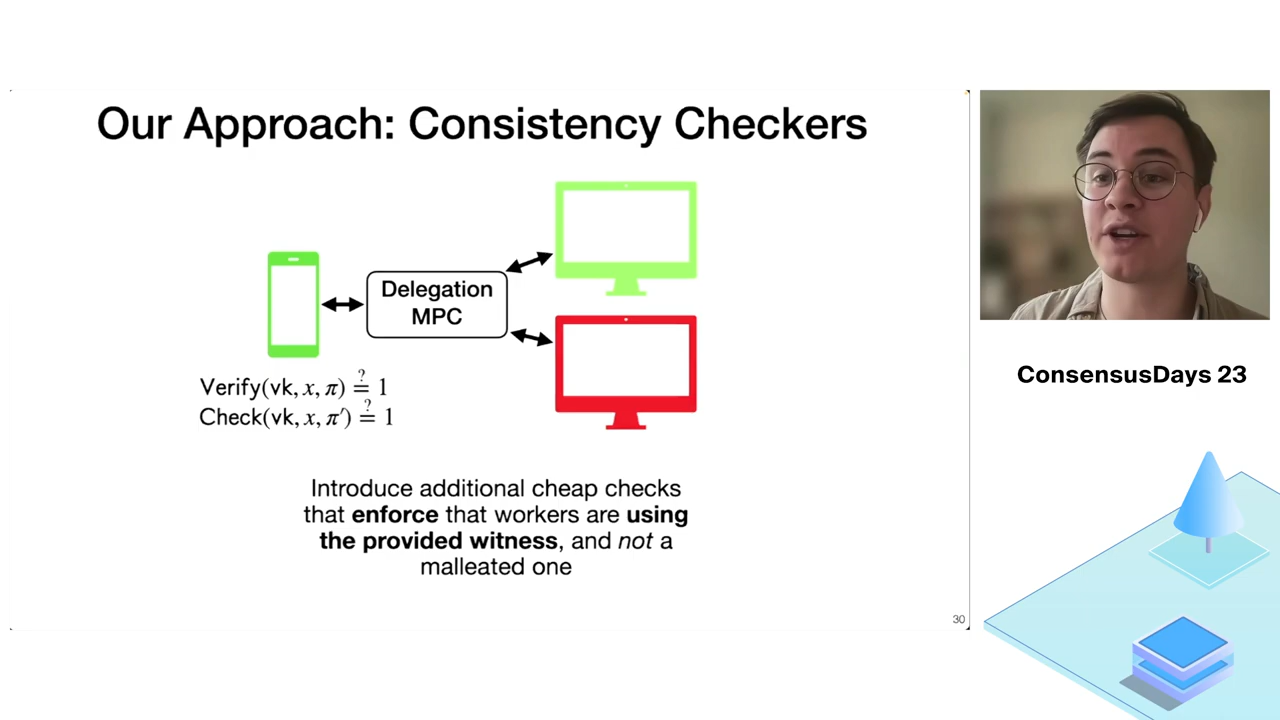 Our Approach: Consistency Checkers
Delegation
MPC
Verify(vk, x, π) ≟ 1
Check(vk, x, π′) ≟ 1
Introduce additional cheap checks
that enforce that workers are using
the provided witness, and not a
malleated one
30
ConsensusDays 23